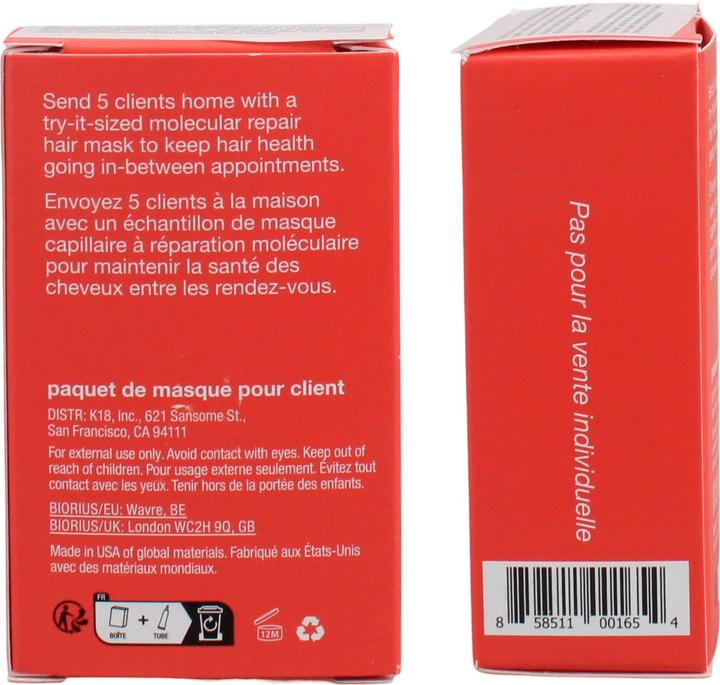 Send 5 clients home with a
try-it-sized molecular repair
hair mask to keep hair health
going in-between appointments.
Envoyez 5 clients à la maison
avec un échantillon de masque
capillaire à réparation moléculaire
pour maintenir la santé des
cheveux entre les rendez-vous.
paquet de masque pour client
DISTR: K18, Inc., 621 Sansome St.,
San Francisco, CA 94111
For external use only. Avoid contact with eyes. Keep out of
reach of children. Pour usage externe seulement. Évitez tout
contact avec les yeux. Tenir hors de la portée des enfants.
BIORIUS/EU: Wavre, BE
BIORIUS/UK: London WC2H 9Q, GB
Made in USA of global materials. Fabriqué aux États-Unis
avec des matériaux mondiaux.
FR
BOÎTE + TUBE
12M
Pas pour la vente individuelle
8 58511 00165 4